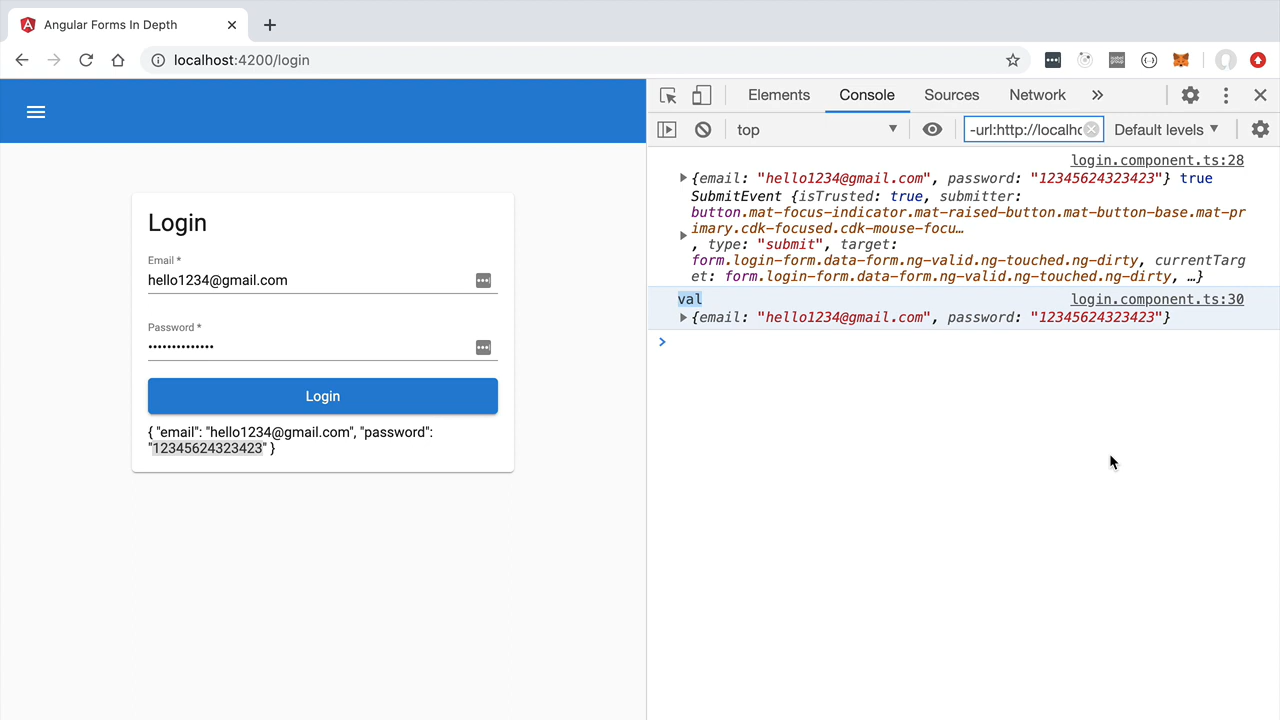 Angular Forms In Depth
localhost:4200/login
Elements Console Sources Network
top -url:http://localho Default levels
Login
Email *
hello1234@gmail.com
Password *
••••••••••••••
Login
{ "email": "hello1234@gmail.com", "password":
"12345624323423" }
login.component.ts:28
{email: "hello1234@gmail.com", password: "12345624323423"} true
SubmitEvent {isTrusted: true, submitter:
button.mat-focus-indicator.mat-raised-button.mat-button-base.mat-pr
imary.cdk-focused.cdk-mouse-focu…
, type: "submit", target:
form.login-form.data-form.ng-valid.ng-touched.ng-dirty, currentTarg
et: form.login-form.data-form.ng-valid.ng-touched.ng-dirty, …}
val login.component.ts:30
{email: "hello1234@gmail.com", password: "12345624323423"}